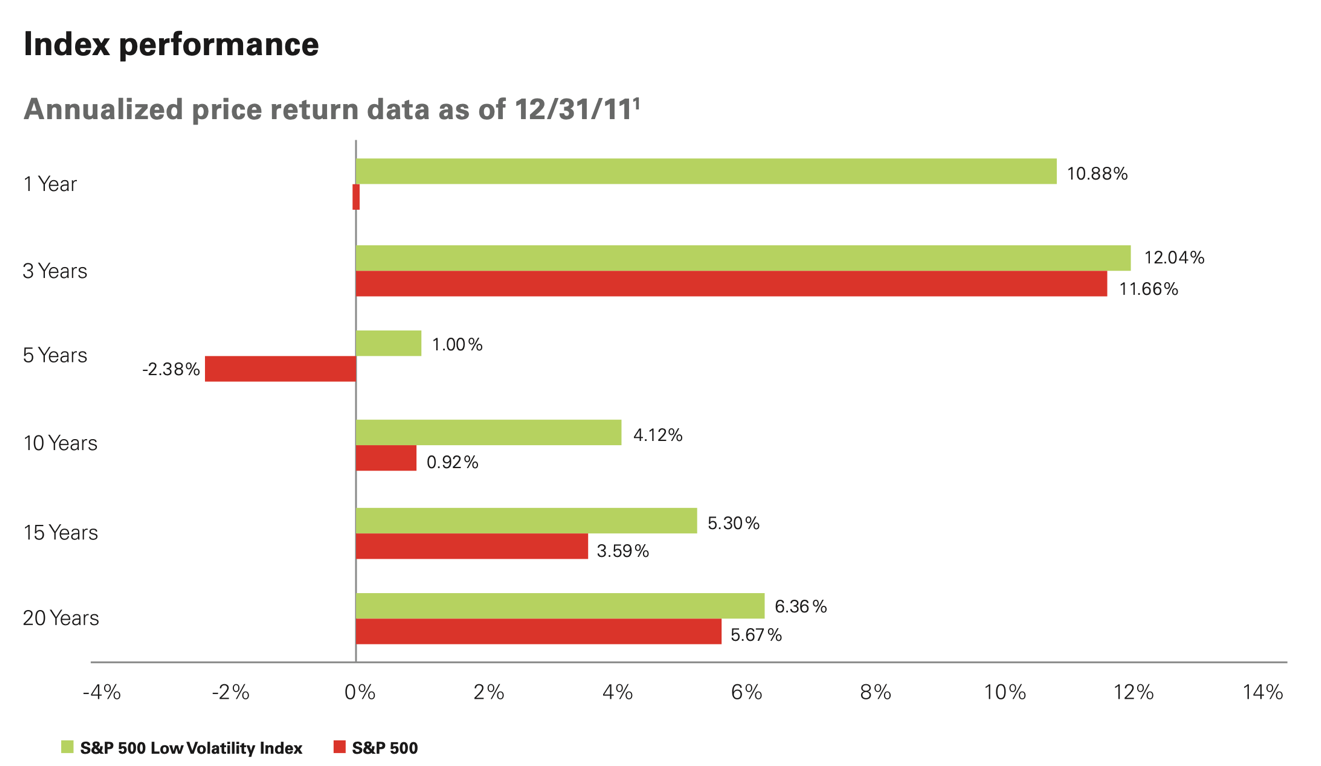 Index performance
Annualized price return data as of 12/31/11¹
1 Year
10.88%
3 Years
12.04%
11.66%
5 Years
1.00%
-2.38%
10 Years
4.12%
0.92%
15 Years
5.30%
3.59%
20 Years
6.36%
5.67%
-4% -2% 0% 2% 4% 6% 8% 10% 12% 14%
S&P 500 Low Volatility Index S&P 500